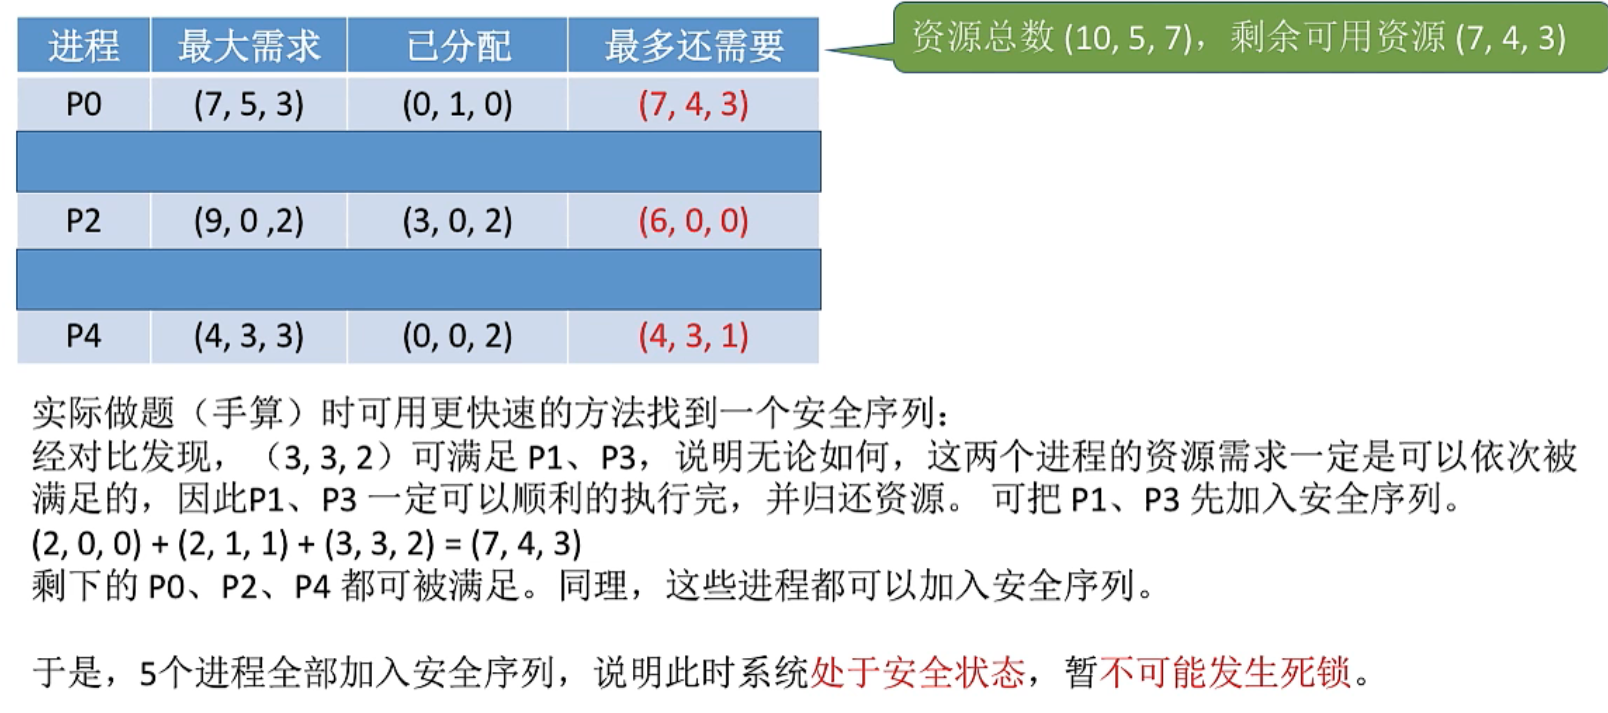 进程 最大需求 已分配 最多还需要
资源总数 (10, 5, 7)，剩余可用资源 (7, 4, 3)
P0 (7, 5, 3) (0, 1, 0) (7, 4, 3)
P2 (9, 0 ,2) (3, 0, 2) (6, 0, 0)
P4 (4, 3, 3) (0, 0, 2) (4, 3, 1)
实际做题（手算）时可用更快速的方法找到一个安全序列：
经对比发现，（3, 3, 2）可满足 P1、P3，说明无论如何，这两个进程的资源需求一定是可以依次被
满足的，因此P1、P3 一定可以顺利的执行完，并归还资源。 可把 P1、P3 先加入安全序列。
(2, 0, 0) + (2, 1, 1) + (3, 3, 2) = (7, 4, 3)
剩下的 P0、P2、P4 都可被满足。同理，这些进程都可以加入安全序列。
于是，5个进程全部加入安全序列，说明此时系统处于安全状态，暂不可能发生死锁。